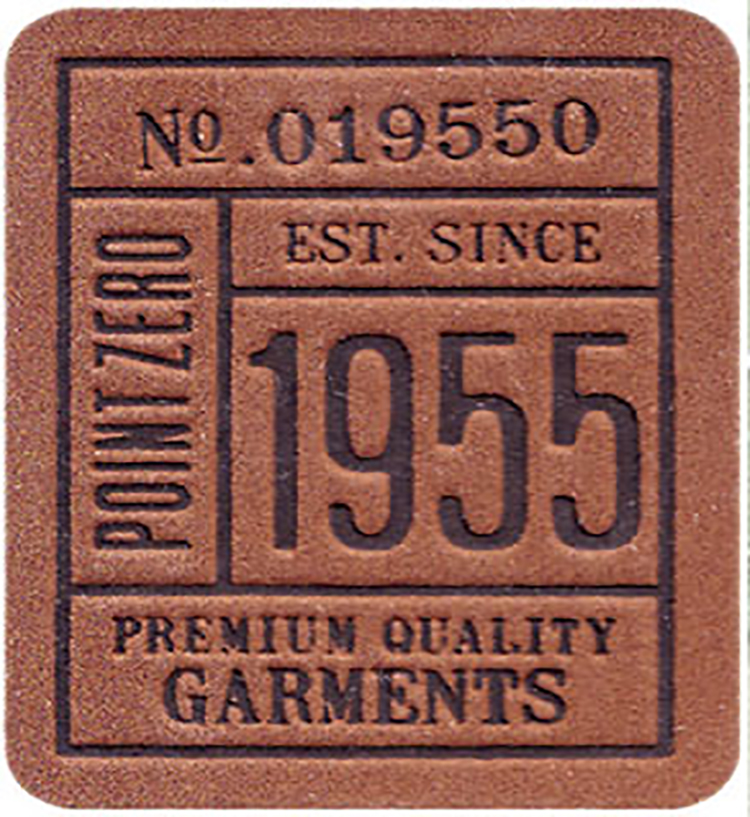 Nº.019550
POINT ZERO
EST. SINCE
1955
PREMIUM QUALITY
GARMENTS